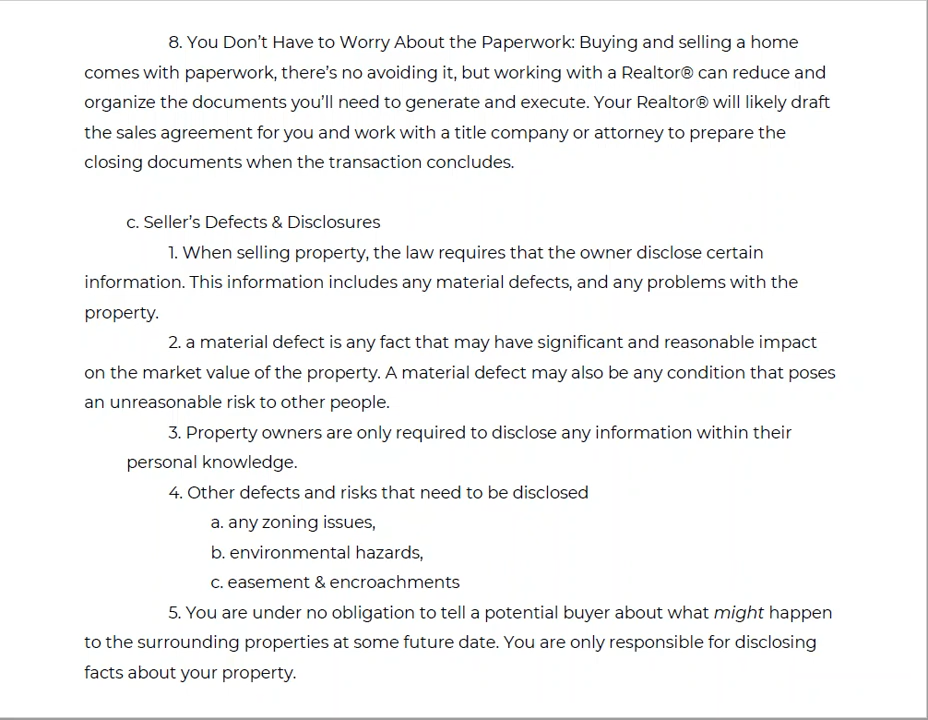 8. You Don’t Have to Worry About the Paperwork: Buying and selling a home
comes with paperwork, there’s no avoiding it, but working with a Realtor® can reduce and
organize the documents you’ll need to generate and execute. Your Realtor® will likely draft
the sales agreement for you and work with a title company or attorney to prepare the
closing documents when the transaction concludes.
c. Seller’s Defects & Disclosures
1. When selling property, the law requires that the owner disclose certain
information. This information includes any material defects, and any problems with the
property.
2. a material defect is any fact that may have significant and reasonable impact
on the market value of the property. A material defect may also be any condition that poses
an unreasonable risk to other people.
3. Property owners are only required to disclose any information within their
personal knowledge.
4. Other defects and risks that need to be disclosed
a. any zoning issues,
b. environmental hazards,
c. easement & encroachments
5. You are under no obligation to tell a potential buyer about what might happen
to the surrounding properties at some future date. You are only responsible for disclosing
facts about your property.